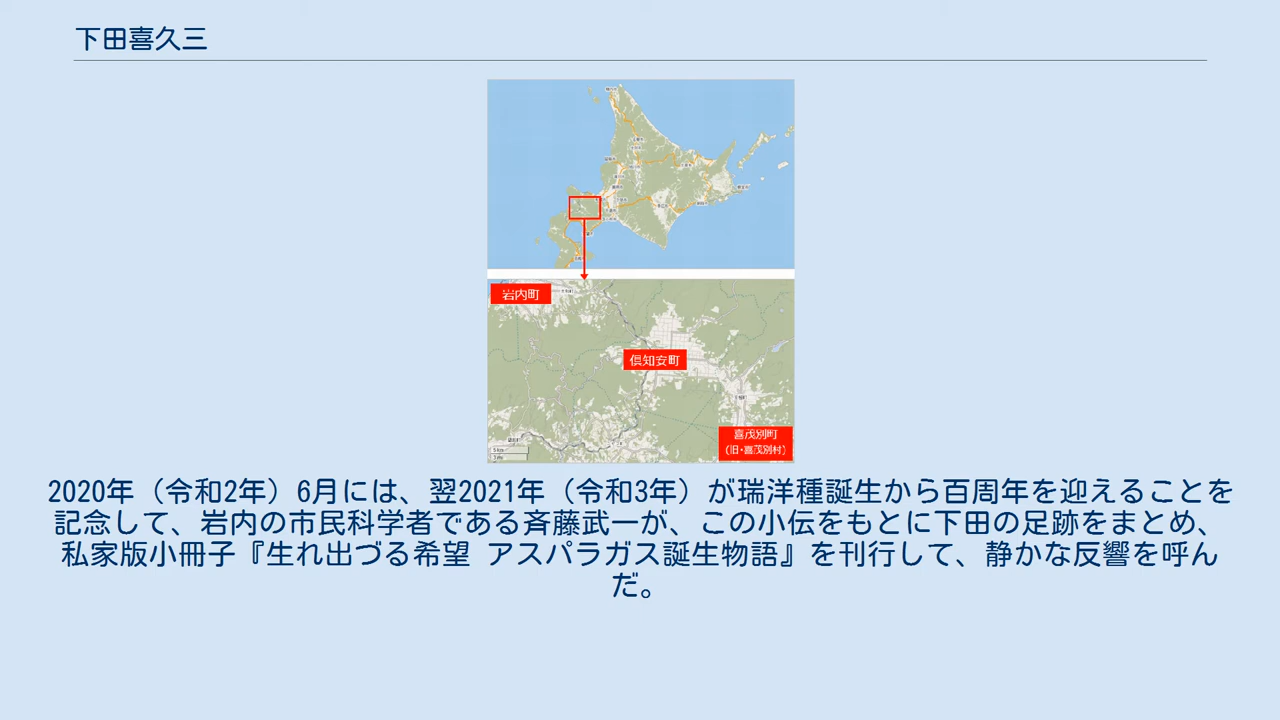 下田喜久三
岩内町
倶知安町
喜茂別町
(旧・喜茂別村)
5 km
3 mi
2020年（令和2年）6月には、翌2021年（令和3年）が瑞洋種誕生から百周年を迎えることを
記念して、岩内の市民科学者である斉藤武一が、この小伝をもとに下田の足跡をまとめ、
私家版小冊子『生れ出づる希望 アスパラガス誕生物語』を刊行して、静かな反響を呼ん
だ。